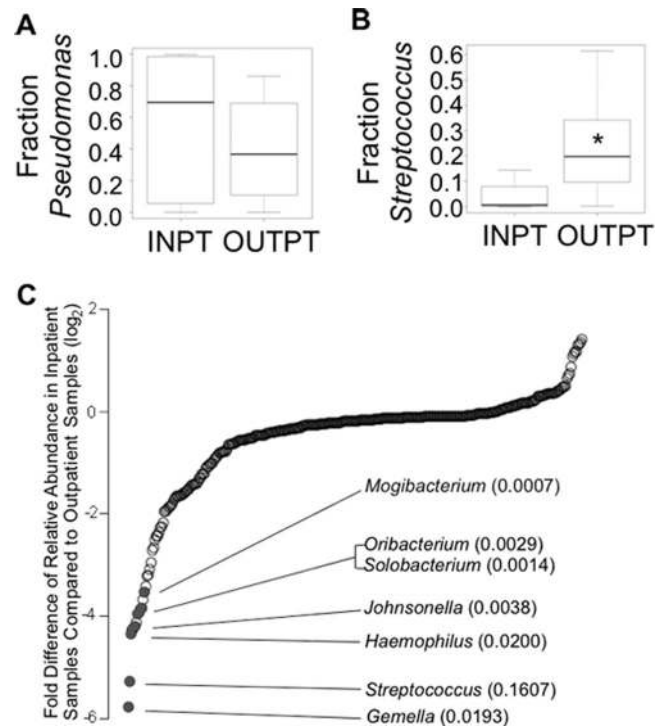 A
Fraction
Pseudomonas
1.0
0.8
0.6
0.4
0.2
0.0
INPT OUTPT
B
Fraction
Streptococcus
0.6
0.5
0.4
0.3
0.2
0.1
0.0
*
INPT OUTPT
C
Fold Difference of Relative Abundance in Inpatient
Samples Compared to Outpatient Samples (log2)
2
0
-2
-4
-6
Mogibacterium (0.0007)
Oribacterium (0.0029)
Solobacterium (0.0014)
Johnsonella (0.0038)
Haemophilus (0.0200)
Streptococcus (0.1607)
Gemella (0.0193)